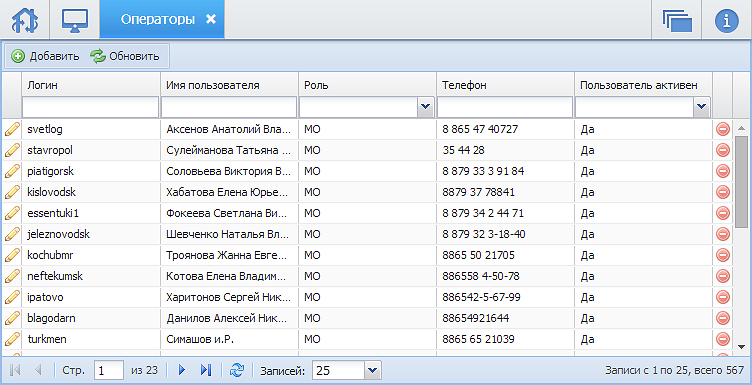 Операторы
Добавить Обновить
Логин Имя пользователя Роль Телефон Пользователь активен
svetlog Аксенов Анатолий Вла... МО 8 865 47 40727 Да
stavropol Сулейманова Татьяна ... МО 35 44 28 Да
piatigorsk Соловьева Виктория В... МО 8 879 33 3 91 84 Да
kislovodsk Хабатова Елена Юрье... МО 8879 37 78841 Да
essentuki1 Фокеева Светлана Ви... МО 8 879 34 2 44 71 Да
jeleznovodsk Шевченко Наталья Вл... МО 8 879 32 3-18-40 Да
kochubmr Троянова Жанна Евге... МО 8865 50 21705 Да
neftekumsk Котова Елена Владим... МО 886558 4-50-78 Да
ipatovo Харитонов Сергей Ник... МО 886542-5-67-99 Да
blagodarn Данилов Алексей Ник... МО 88654921644 Да
turkmen Симашов и.Р. МО 8865 65 21039 Да
Стр. 1 из 23 Записей: 25 Записи с 1 по 25, всего 567